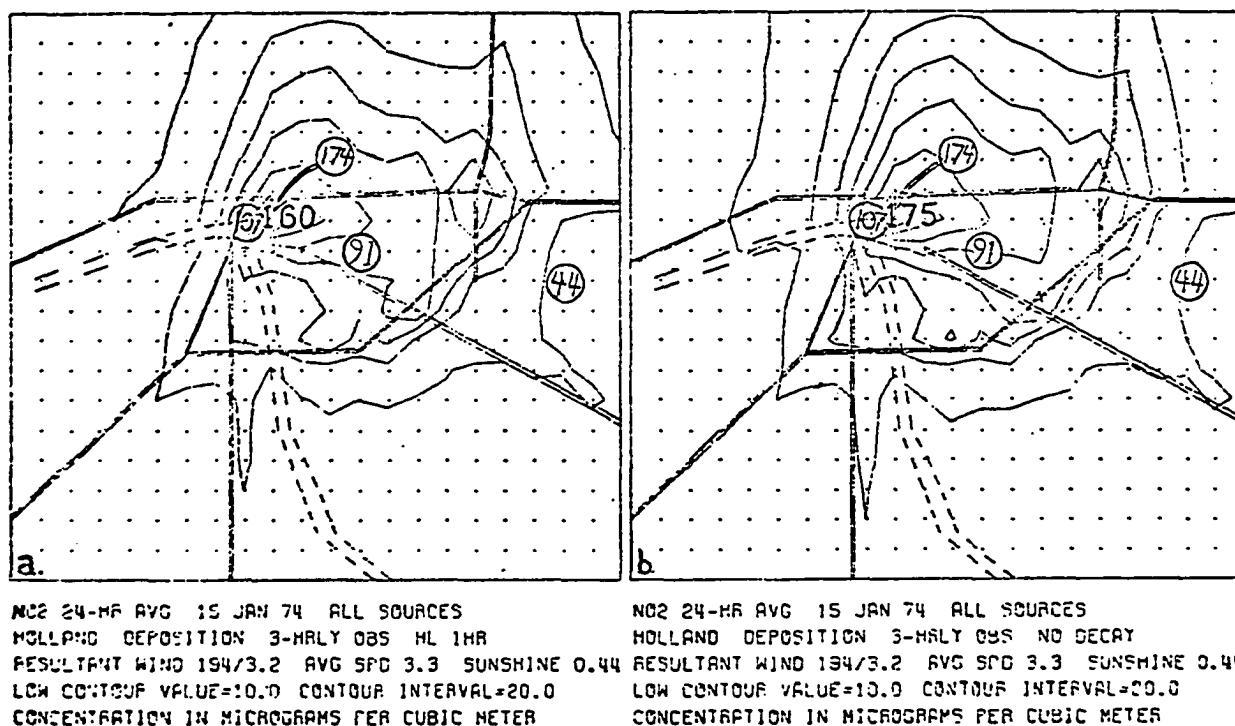 174
107 160
91
44
a.
174
107 175
91
44
b
NO2 24-HR AVG 15 JAN 74 ALL SOURCES
HOLLAND DEPOSITION 3-HRLY OBS HL 1HR
RESULTANT WIND 194/3.2 AVG SPD 3.3 SUNSHINE 0.44
LOW CONTOUR VALUE=10.0 CONTOUR INTERVAL=20.0
CONCENTRATION IN MICROGRAMS PER CUBIC METER
NO2 24-HR AVG 15 JAN 74 ALL SOURCES
HOLLAND DEPOSITION 3-HRLY OBS NO DECAY
RESULTANT WIND 194/3.2 AVG SPD 3.3 SUNSHINE 0.4
LOW CONTOUR VALUE=10.0 CONTOUR INTERVAL=20.0
CONCENTRATION IN MICROGRAMS PER CUBIC METER